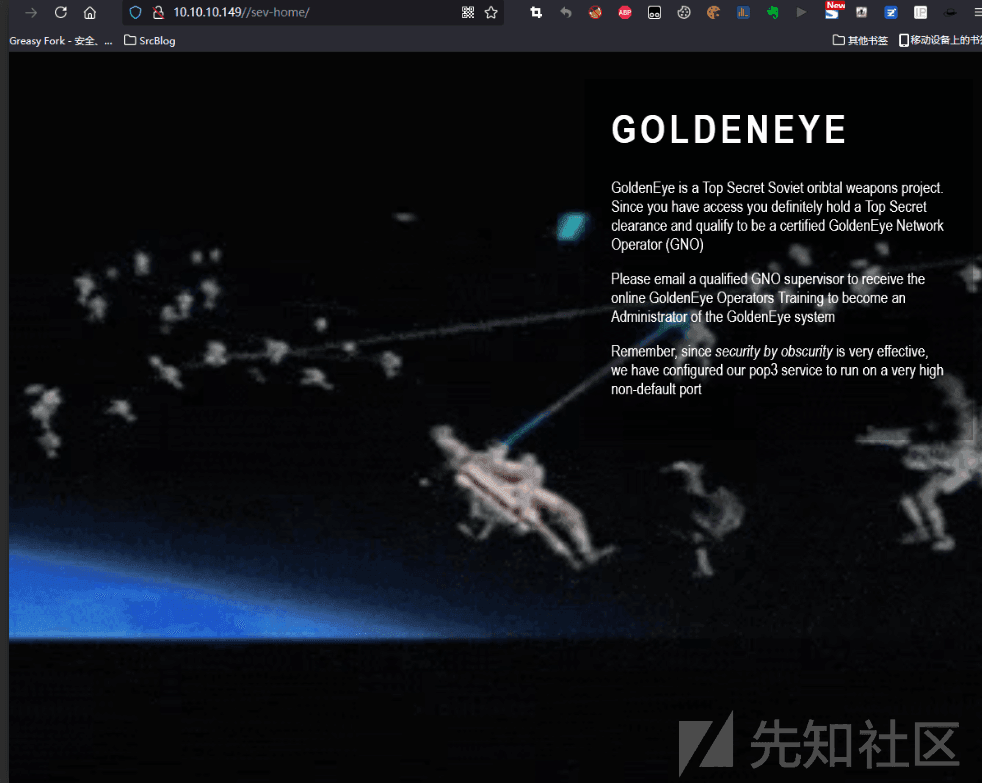 10.10.10.149//sev-home/
ABP
New
IP
Greasy Fork - 安全、...
SrcBlog
其他书签
移动设备上的书签
GOLDENEYE
GoldenEye is a Top Secret Soviet oribtal weapons project.
Since you have access you definitely hold a Top Secret
clearance and qualify to be a certified GoldenEye Network
Operator (GNO)
Please email a qualified GNO supervisor to receive the
online GoldenEye Operators Training to become an
Administrator of the GoldenEye system
Remember, since security by obscurity is very effective,
we have configured our pop3 service to run on a very high
non-default port
先知社区